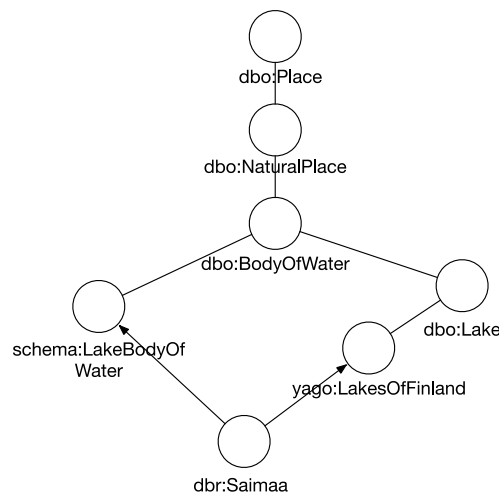 dbo:Place
dbo:NaturalPlace
dbo:BodyOfWater
dbo:Lake
schema:LakeBodyOf
Water
yago:LakesOfFinland
dbr:Saimaa